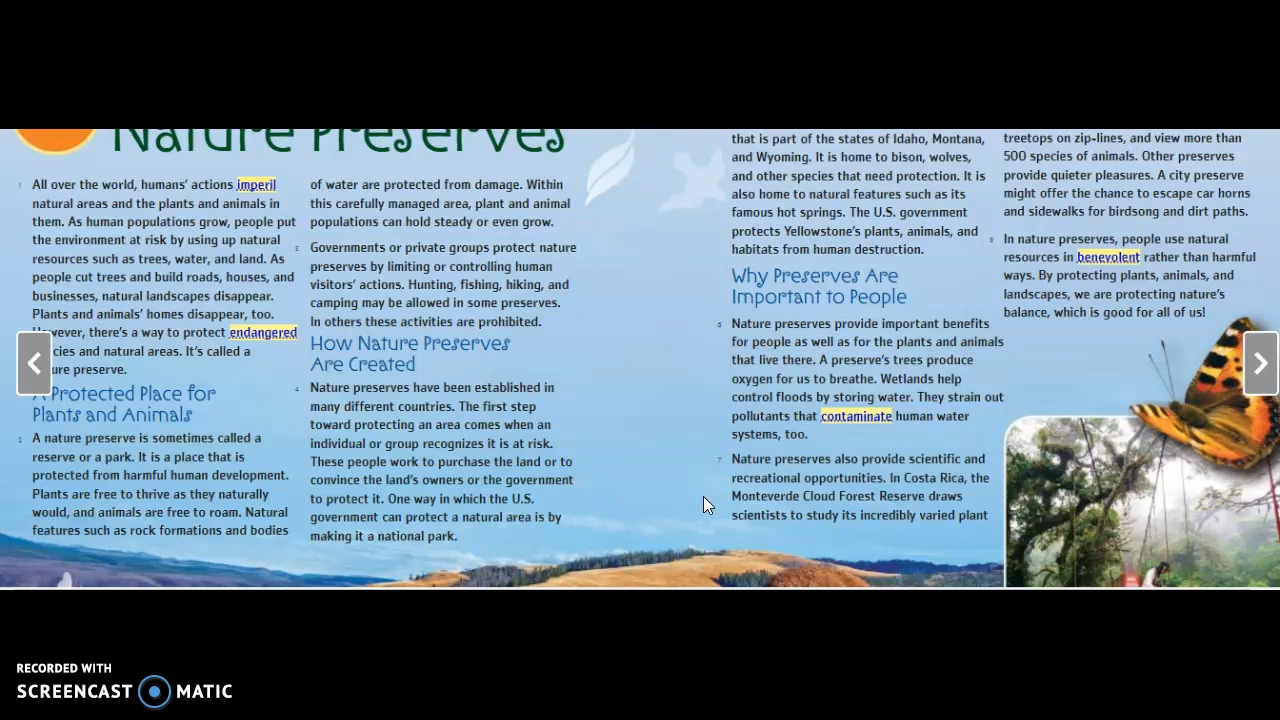 Nature Preserves
1 All over the world, humans' actions imperil
natural areas and the plants and animals in
them. As human populations grow, people put
the environment at risk by using up natural
resources such as trees, water, and land. As
people cut trees and build roads, houses, and
businesses, natural landscapes disappear.
Plants and animals' homes disappear, too.
However, there's a way to protect endangered
cies and natural areas. It's called a
ure preserve.
A Protected Place for
Plants and Animals
2 A nature preserve is sometimes called a
reserve or a park. It is a place that is
protected from harmful human development.
Plants are free to thrive as they naturally
would, and animals are free to roam. Natural
features such as rock formations and bodies
of water are protected from damage. Within
this carefully managed area, plant and animal
populations can hold steady or even grow.
3 Governments or private groups protect nature
preserves by limiting or controlling human
visitors' actions. Hunting, fishing, hiking, and
camping may be allowed in some preserves.
In others these activities are prohibited.
How Nature Preserves
Are Created
4 Nature preserves have been established in
many different countries. The first step
toward protecting an area comes when an
individual or group recognizes it is at risk.
These people work to purchase the land or to
convince the land's owners or the government
to protect it. One way in which the U.S.
government can protect a natural area is by
making it a national park.
that is part of the states of Idaho, Montana,
and Wyoming. It is home to bison, wolves,
and other species that need protection. It is
also home to natural features such as its
famous hot springs. The U.S. government
protects Yellowstone's plants, animals, and
habitats from human destruction.
Why Preserves Are
Important to People
6 Nature preserves provide important benefits
for people as well as for the plants and animals
that live there. A preserve's trees produce
oxygen for us to breathe. Wetlands help
control floods by storing water. They strain out
pollutants that contaminate human water
systems, too.
7 Nature preserves also provide scientific and
recreational opportunities. In Costa Rica, the
Monteverde Cloud Forest Reserve draws
scientists to study its incredibly varied plant
treetops on zip-lines, and view more than
500 species of animals. Other preserves
provide quieter pleasures. A city preserve
might offer the chance to escape car horns
and sidewalks for birdsong and dirt paths.
8 In nature preserves, people use natural
resources in benevolent rather than harmful
ways. By protecting plants, animals, and
landscapes, we are protecting nature's
balance, which is good for all of us!
RECORDED WITH
SCREENCAST MATIC